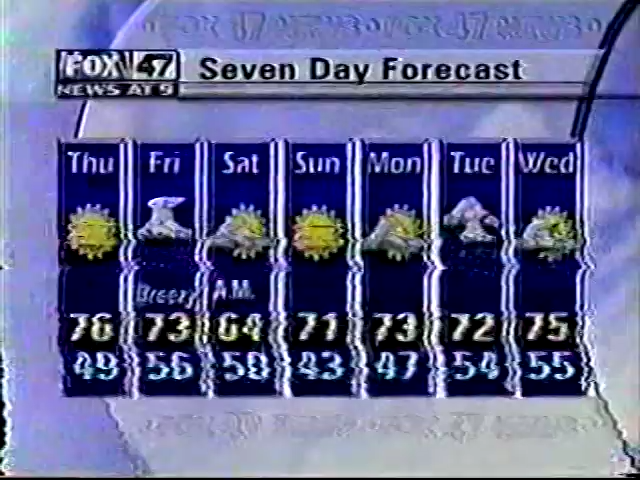 FOX 47
NEWS AT 9
Seven Day Forecast
Thu Fri Sat Sun Mon Tue Wed
Breezy A.M.
76 73 64 71 73 72 75
49 56 50 43 47 54 55